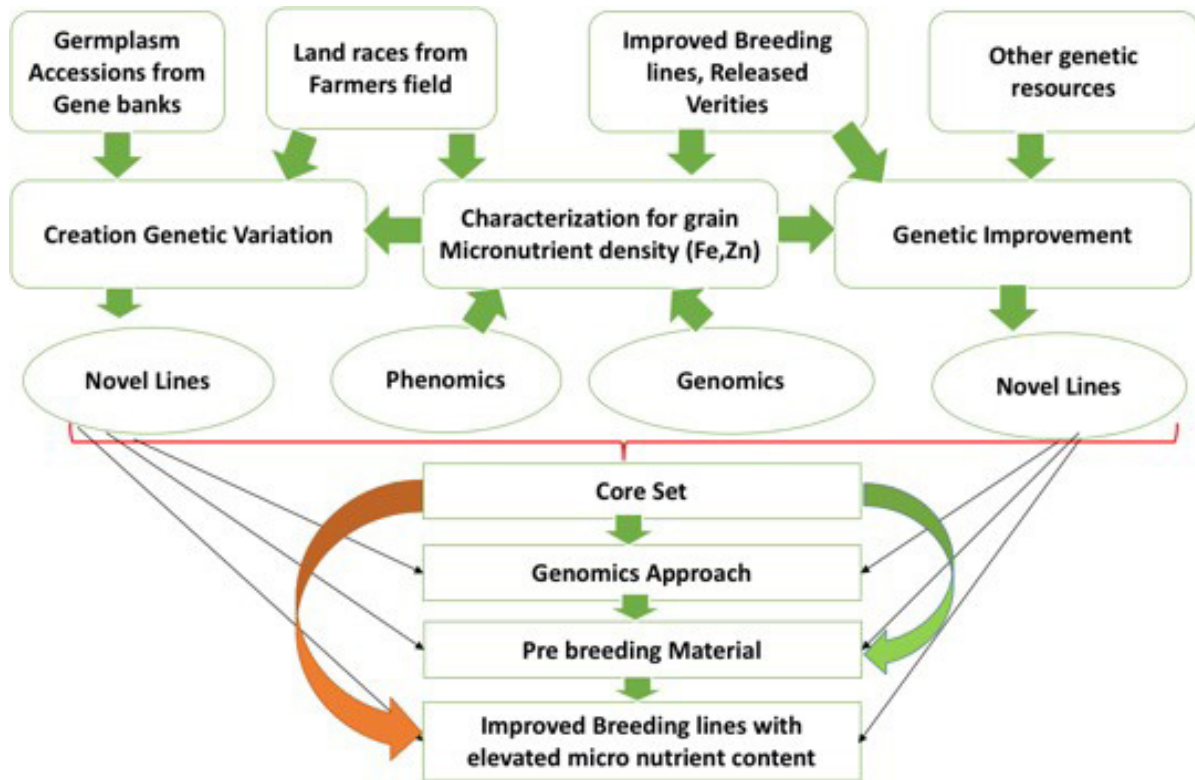 Germplasm
Accessions from
Gene banks
Land races from
Farmers field
Improved Breeding
lines, Released
Verities
Other genetic
resources
Creation Genetic Variation
Characterization for grain
Micronutrient density (Fe,Zn)
Genetic Improvement
Novel Lines
Phenomics
Genomics
Novel Lines
Core Set
Genomics Approach
Pre breeding Material
Improved Breeding lines with
elevated micro nutrient content